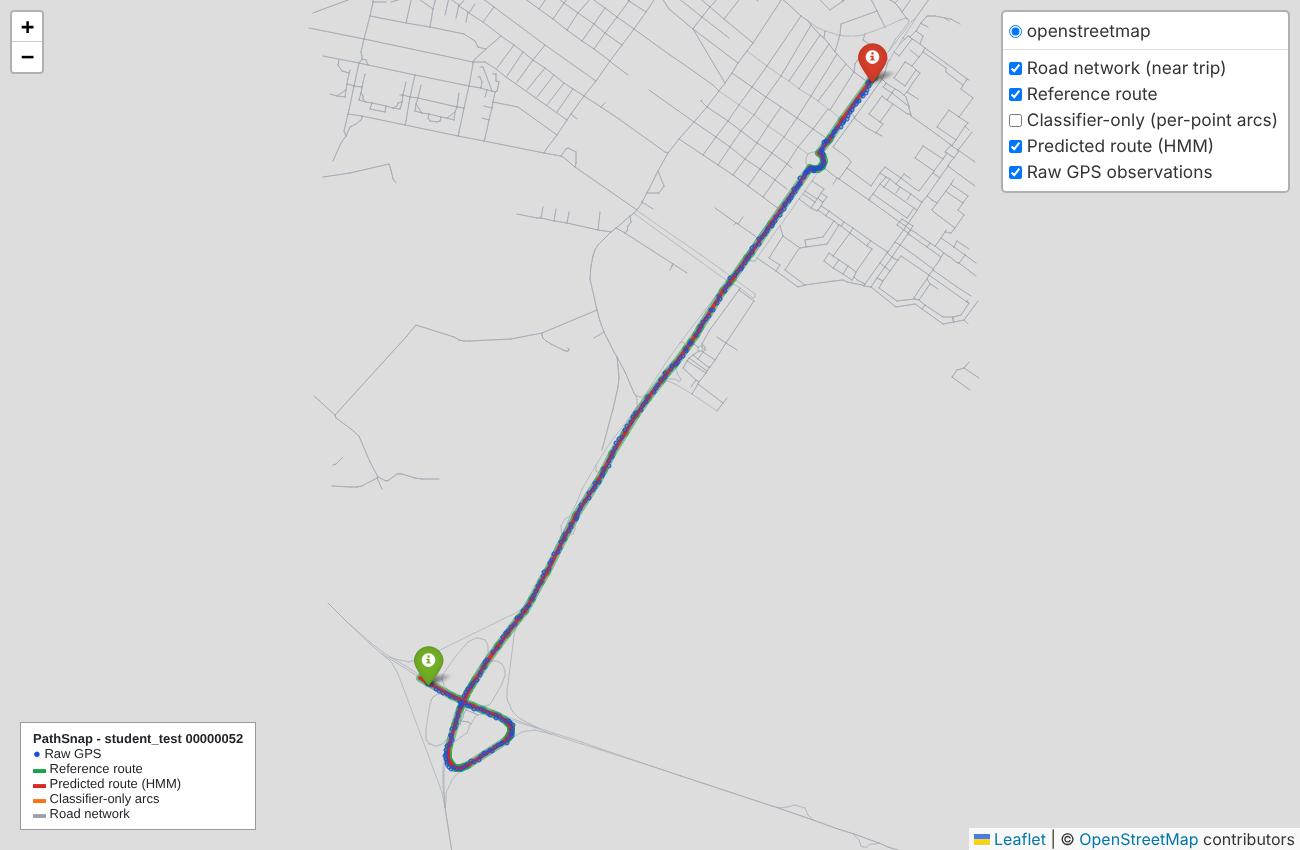 +
−
openstreetmap
Road network (near trip)
Reference route
Classifier-only (per-point arcs)
Predicted route (HMM)
Raw GPS observations
PathSnap - student_test 00000052
Raw GPS
Reference route
Predicted route (HMM)
Classifier-only arcs
Road network
Leaflet | © OpenStreetMap contributors